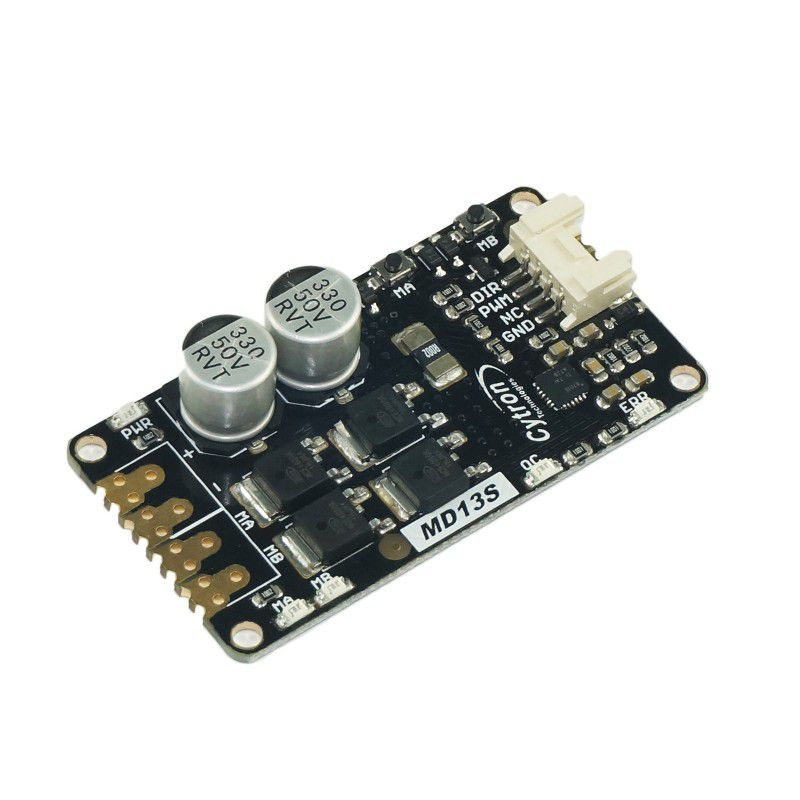 330
50V
RVT
330
50V
RVT
MA
MB
DIR
PWM
NC
GND
R002
Cytron
Technologies
ERR
OC
PWR
+
-
MA
MB
MD13S
MA
MB